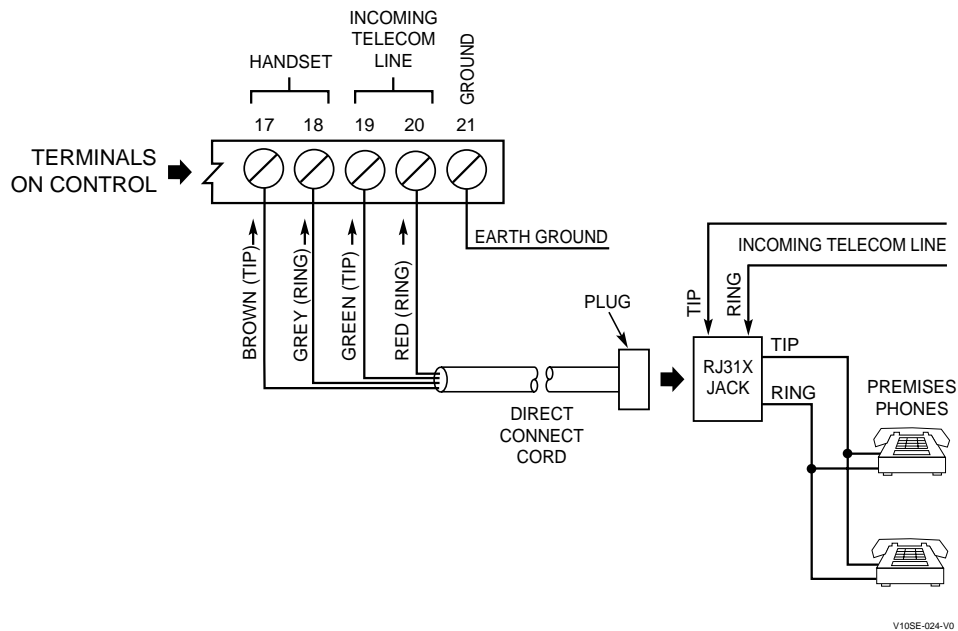 HANDSET
INCOMING
TELECOM
LINE
GROUND
17
18
19
20
21
TERMINALS
ON CONTROL
BROWN (TIP)
GREY (RING)
GREEN (TIP)
RED (RING)
EARTH GROUND
PLUG
DIRECT
CONNECT
CORD
INCOMING TELECOM LINE
TIP
RING
RJ31X
JACK
TIP
RING
PREMISES
PHONES
V10SE-024-V0